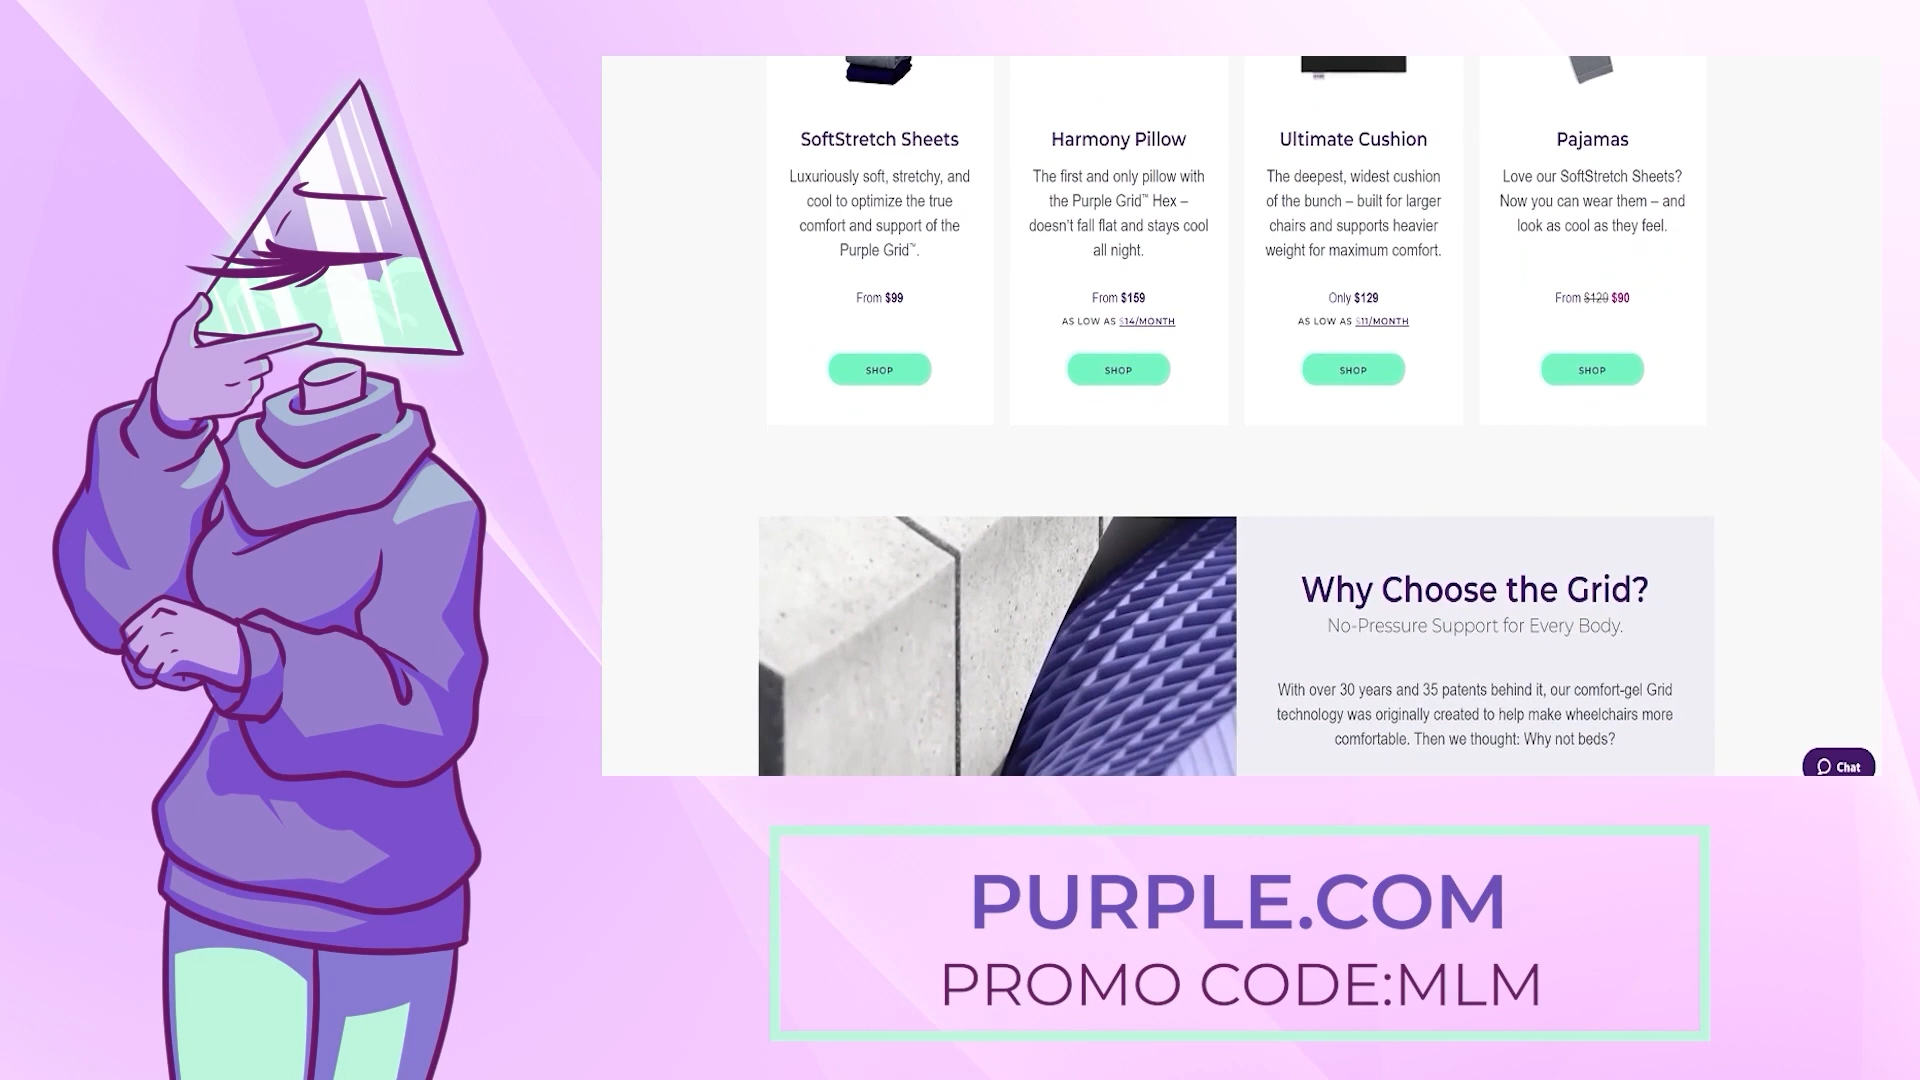 SoftStretch Sheets
Luxuriously soft, stretchy, and
cool to optimize the true
comfort and support of the
Purple Grid™.
From $99
SHOP
Harmony Pillow
The first and only pillow with
the Purple Grid™ Hex –
doesn't fall flat and stays cool
all night.
From $159
AS LOW AS $14/MONTH
SHOP
Ultimate Cushion
The deepest, widest cushion
of the bunch – built for larger
chairs and supports heavier
weight for maximum comfort.
Only $129
AS LOW AS $11/MONTH
SHOP
Pajamas
Love our SoftStretch Sheets?
Now you can wear them – and
look as cool as they feel.
From $129 $90
SHOP
Why Choose the Grid?
No-Pressure Support for Every Body.
With over 30 years and 35 patents behind it, our comfort-gel Grid
technology was originally created to help make wheelchairs more
comfortable. Then we thought: Why not beds?
Chat
PURPLE.COM
PROMO CODE:MLM